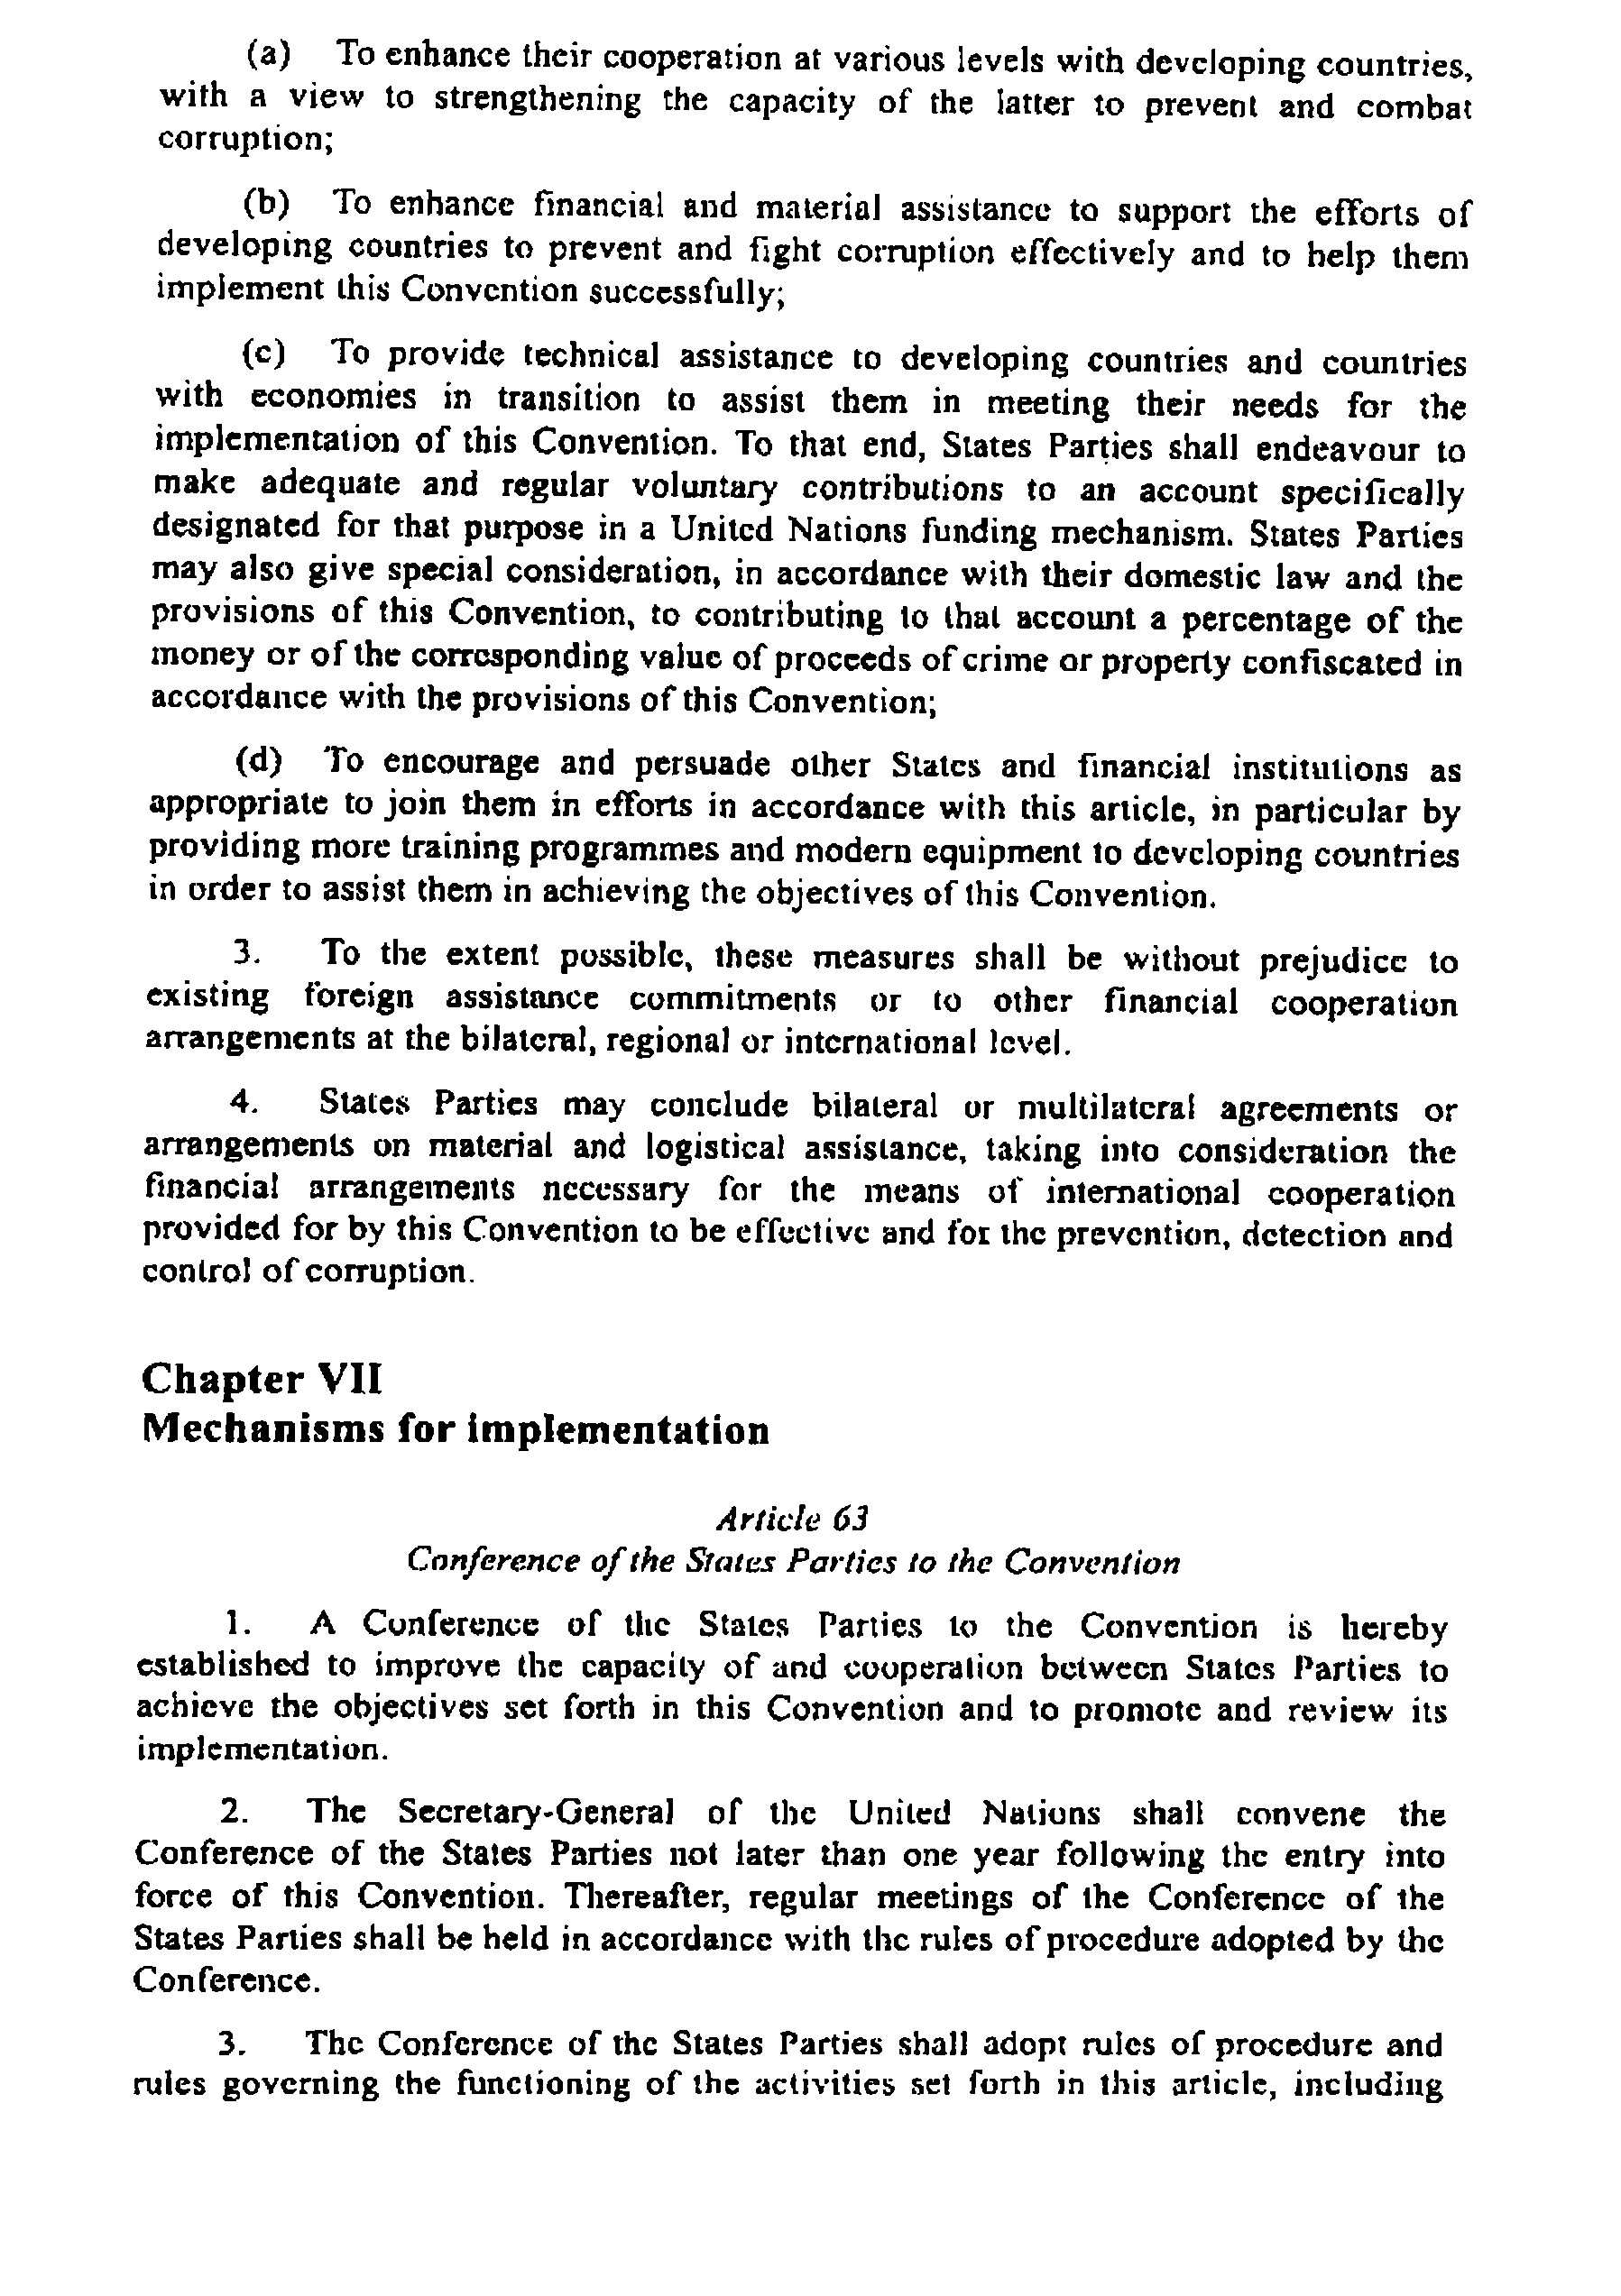 (a) To enhance their cooperation at various levels with developing countries,
with a view to strengthening the capacity of the latter to prevent and combat
corruption;
(b) To enhance financial and material assistance to support the efforts of
developing countries to prevent and fight corruption effectively and to help them
implement this Convention successfully;
(c) To provide technical assistance to developing countries and countries
with economies in transition to assist them in meeting their needs for the
implementation of this Convention. To that end, States Parties shall endeavour to
make adequate and regular voluntary contributions to an account specifically
designated for that purpose in a United Nations funding mechanism. States Parties
may also give special consideration, in accordance with their domestic law and the
provisions of this Convention, to contributing to that account a percentage of the
money or of the corresponding value of proceeds of crime or property confiscated in
accordance with the provisions of this Convention;
(d) To encourage and persuade other States and financial institutions as
appropriate to join them in efforts in accordance with this article, in particular by
providing more training programmes and modern equipment to developing countries
in order to assist them in achieving the objectives of this Convention.
3. To the extent possible, these measures shall be without prejudice to
existing foreign assistance commitments or to other financial cooperation
arrangements at the bilateral, regional or international level.
4. States Parties may conclude bilateral or multilateral agreements or
arrangements on material and logistical assistance, taking into consideration the
financial arrangements necessary for the means of international cooperation
provided for by this Convention to be effective and for the prevention, detection and
control of corruption.
Chapter VII
Mechanisms for implementation
Article 63
Conference of the States Parties to the Convention
1. A Conference of the States Parties to the Convention is hereby
established to improve the capacity of and cooperation between States Parties to
achieve the objectives set forth in this Convention and to promote and review its
implementation.
2. The Secretary-General of the United Nations shall convene the
Conference of the States Parties not later than one year following the entry into
force of this Convention. Thereafter, regular meetings of the Conference of the
States Parties shall be held in accordance with the rules of procedure adopted by the
Conference.
3. The Conference of the States Parties shall adopt rules of procedure and
rules governing the functioning of the activities set forth in this article, including